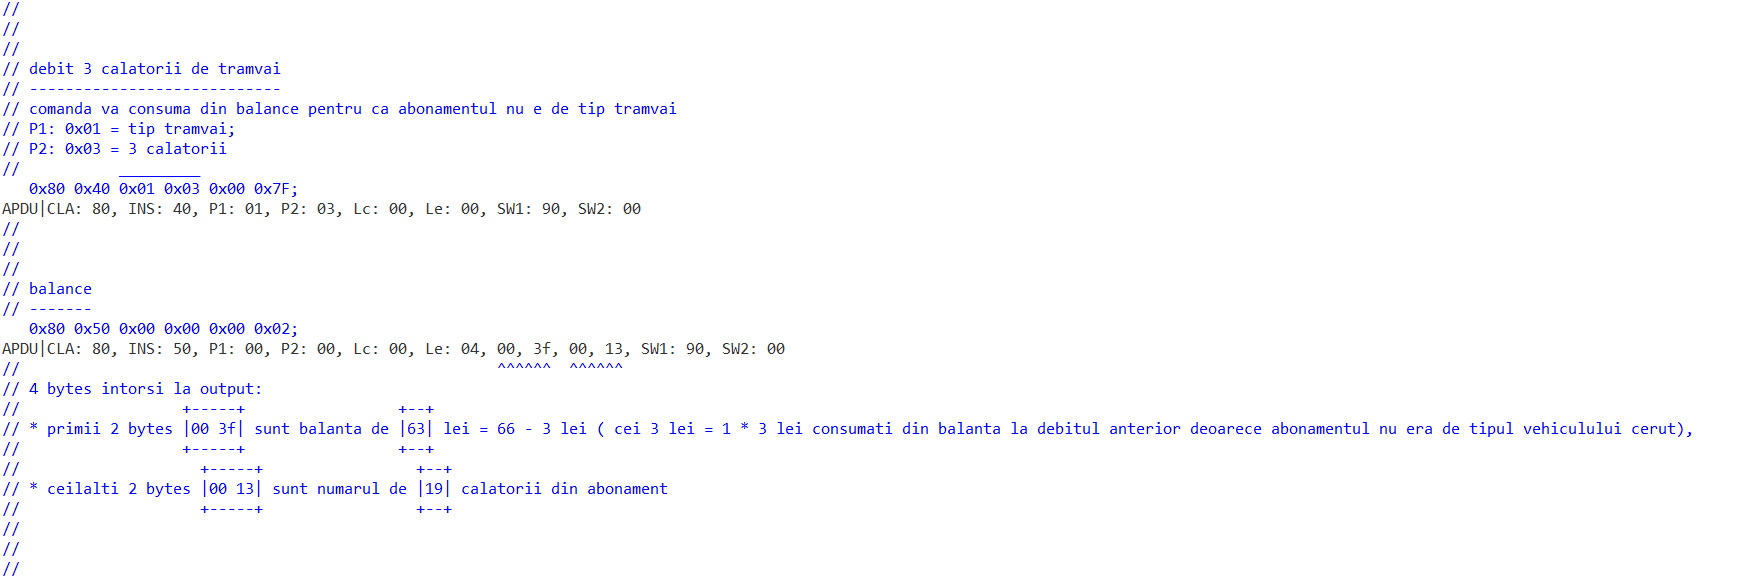 //
//
//
// debit 3 calatorii de tramvai
// ----------------------------
// comanda va consuma din balance pentru ca abonamentul nu e de tip tramvai
// P1: 0x01 = tip tramvai;
// P2: 0x03 = 3 calatorii
//           _________
   0x80 0x40 0x01 0x03 0x00 0x7F;
APDU|CLA: 80, INS: 40, P1: 01, P2: 03, Lc: 00, Le: 00, SW1: 90, SW2: 00
//
//
//
// balance
// -------
   0x80 0x50 0x00 0x00 0x00 0x02;
APDU|CLA: 80, INS: 50, P1: 00, P2: 00, Lc: 00, Le: 04, 00, 3f, 00, 13, SW1: 90, SW2: 00
//                                                     ^^^^^^  ^^^^^^
// 4 bytes intorsi la output:
//                  +-----+                 +--+
// * primii 2 bytes |00 3f| sunt balanta de |63| lei = 66 - 3 lei ( cei 3 lei = 1 * 3 lei consumati din balanta la debitul anterior deoarece abonamentul nu era de tipul vehiculului cerut),
//                  +-----+                 +--+
//                    +-----+                 +--+
// * ceilalti 2 bytes |00 13| sunt numarul de |19| calatorii din abonament
//                    +-----+                 +--+
//
//
//